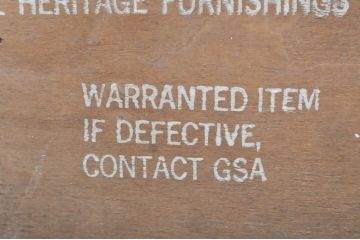 HERITAGE FURNISHINGS
WARRANTED ITEM
IF DEFECTIVE,
CONTACT GSA